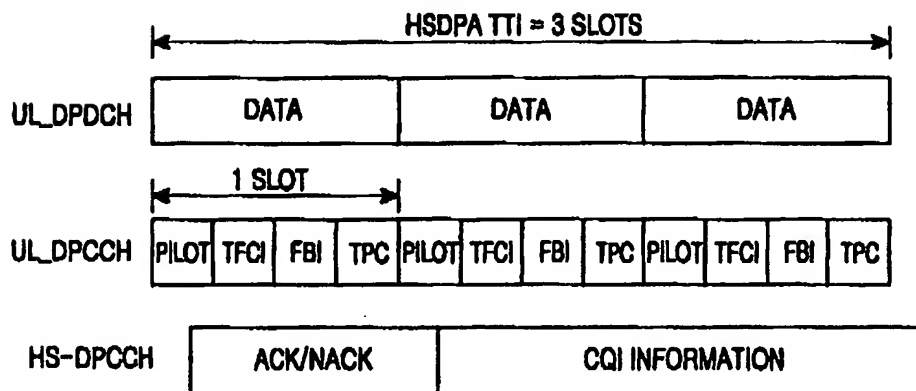 HSDPA TTI = 3 SLOTS
UL_DPDCH DATA DATA DATA
1 SLOT
UL_DPCCH PILOT TFCI FBI TPC PILOT TFCI FBI TPC PILOT TFCI FBI TPC
HS-DPCCH ACK/NACK CQI INFORMATION